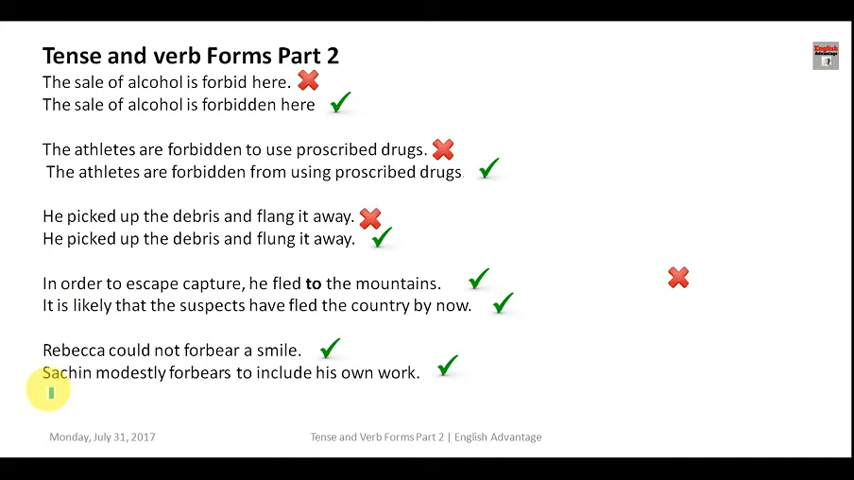 Tense and verb Forms Part 2
English
Advantage
The sale of alcohol is forbid here.
The sale of alcohol is forbidden here
The athletes are forbidden to use proscribed drugs.
The athletes are forbidden from using proscribed drugs.
He picked up the debris and flang it away.
He picked up the debris and flung it away.
In order to escape capture, he fled to the mountains.
It is likely that the suspects have fled the country by now.
Rebecca could not forbear a smile.
Sachin modestly forbears to include his own work.
Monday, July 31, 2017
Tense and Verb Forms Part 2 | English Advantage